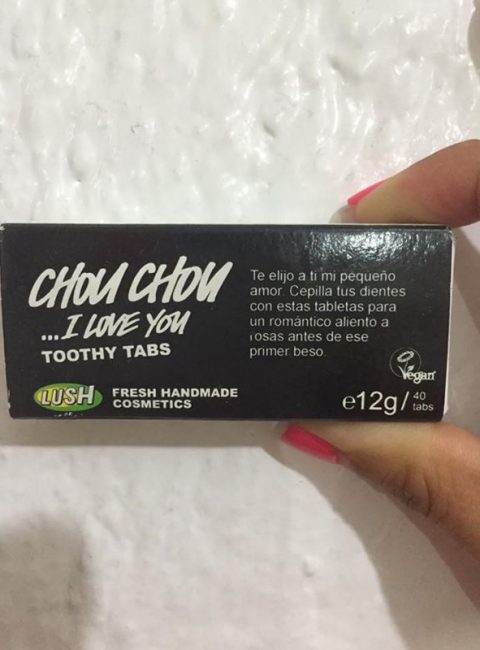 CHOU CHOU
...I LOVE YOU
TOOTHY TABS
LUSH
FRESH HANDMADE
COSMETICS
Te elijo a ti mi pequeño
amor. Cepilla tus dientes
con estas tabletas para
un romántico aliento a
rosas antes de ese
primer beso.
Vegan
e12g/ 40
tabs